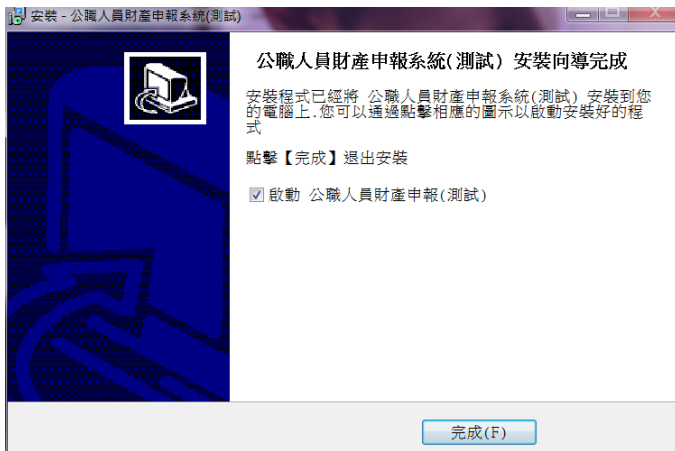 安裝 - 公職人員財產申報系統(測試)
公職人員財產申報系統(測試) 安裝向導完成
安裝程式已經將 公職人員財產申報系統(測試) 安裝到您
的電腦上.您可以通過點擊相應的圖示以啟動安裝好的程
式
點擊【完成】退出安裝
啟動 公職人員財產申報(測試)
完成(F)